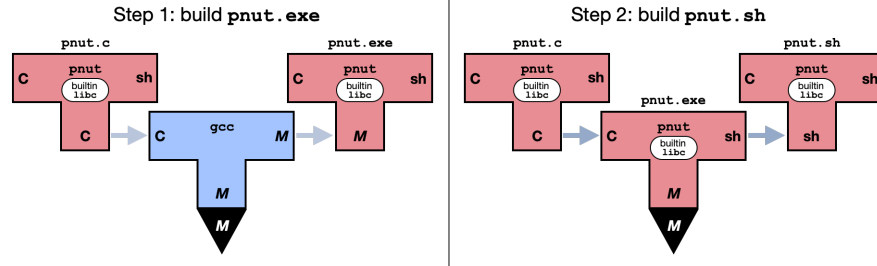 Step 1: build pnut.exe
pnut.c
C
pnut
builtin
libc
sh
C
gcc
C
M
M
M
pnut.exe
C
pnut
builtin
libc
sh
M
Step 2: build pnut.sh
pnut.c
C
pnut
builtin
libc
sh
C
pnut.exe
C
pnut
builtin
libc
sh
M
M
pnut.sh
C
pnut
builtin
libc
sh
sh